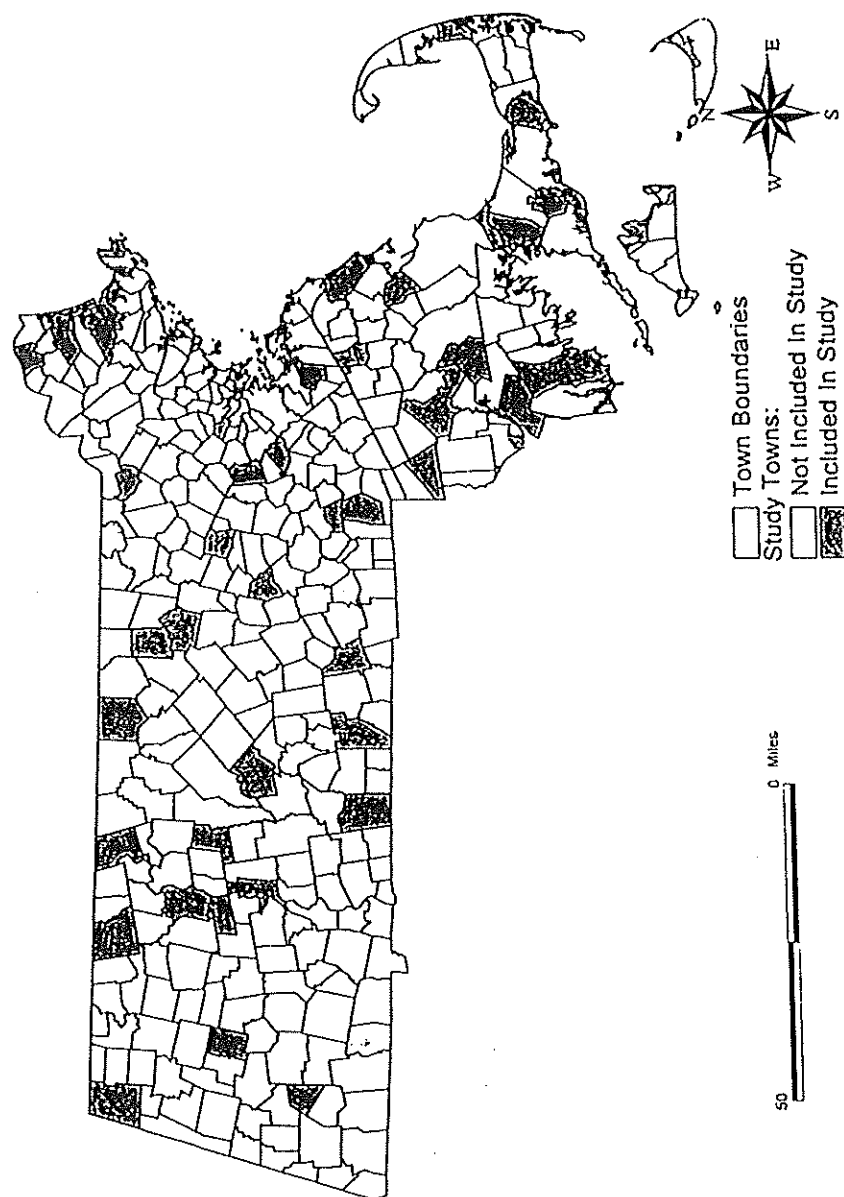 N
W
E
S
Town Boundaries
Study Towns:
Not Included In Study
Included In Study
50
0 Miles